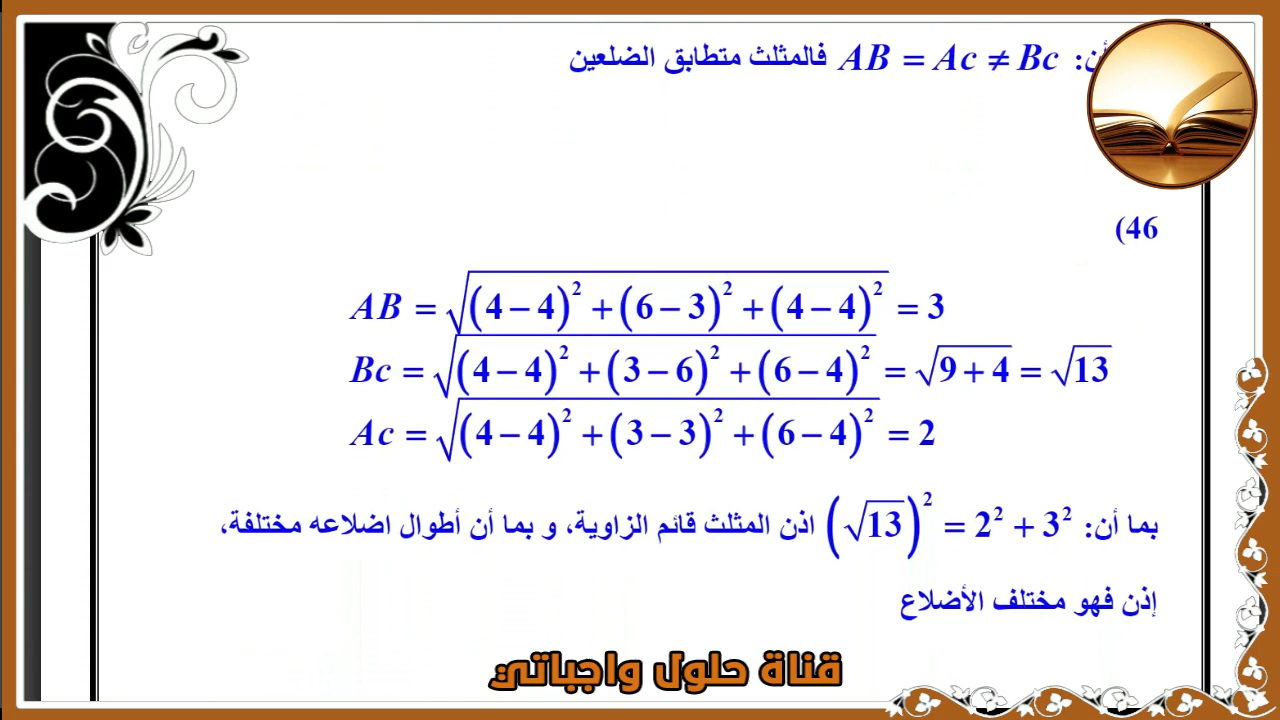 أن: AB = Ac ≠ Bc فالمثلث متطابق الضلعين
(46
AB = √((4 − 4)² + (6 − 3)² + (4 − 4)²) = 3
Bc = √((4 − 4)² + (3 − 6)² + (6 − 4)²) = √(9 + 4) = √13
Ac = √((4 − 4)² + (3 − 3)² + (6 − 4)²) = 2
بما أن: (√13)² = 2² + 3² اذن المثلث قائم الزاوية، و بما أن أطوال اضلاعه مختلفة،
إذن فهو مختلف الأضلاع
قناة حلول واجباتي